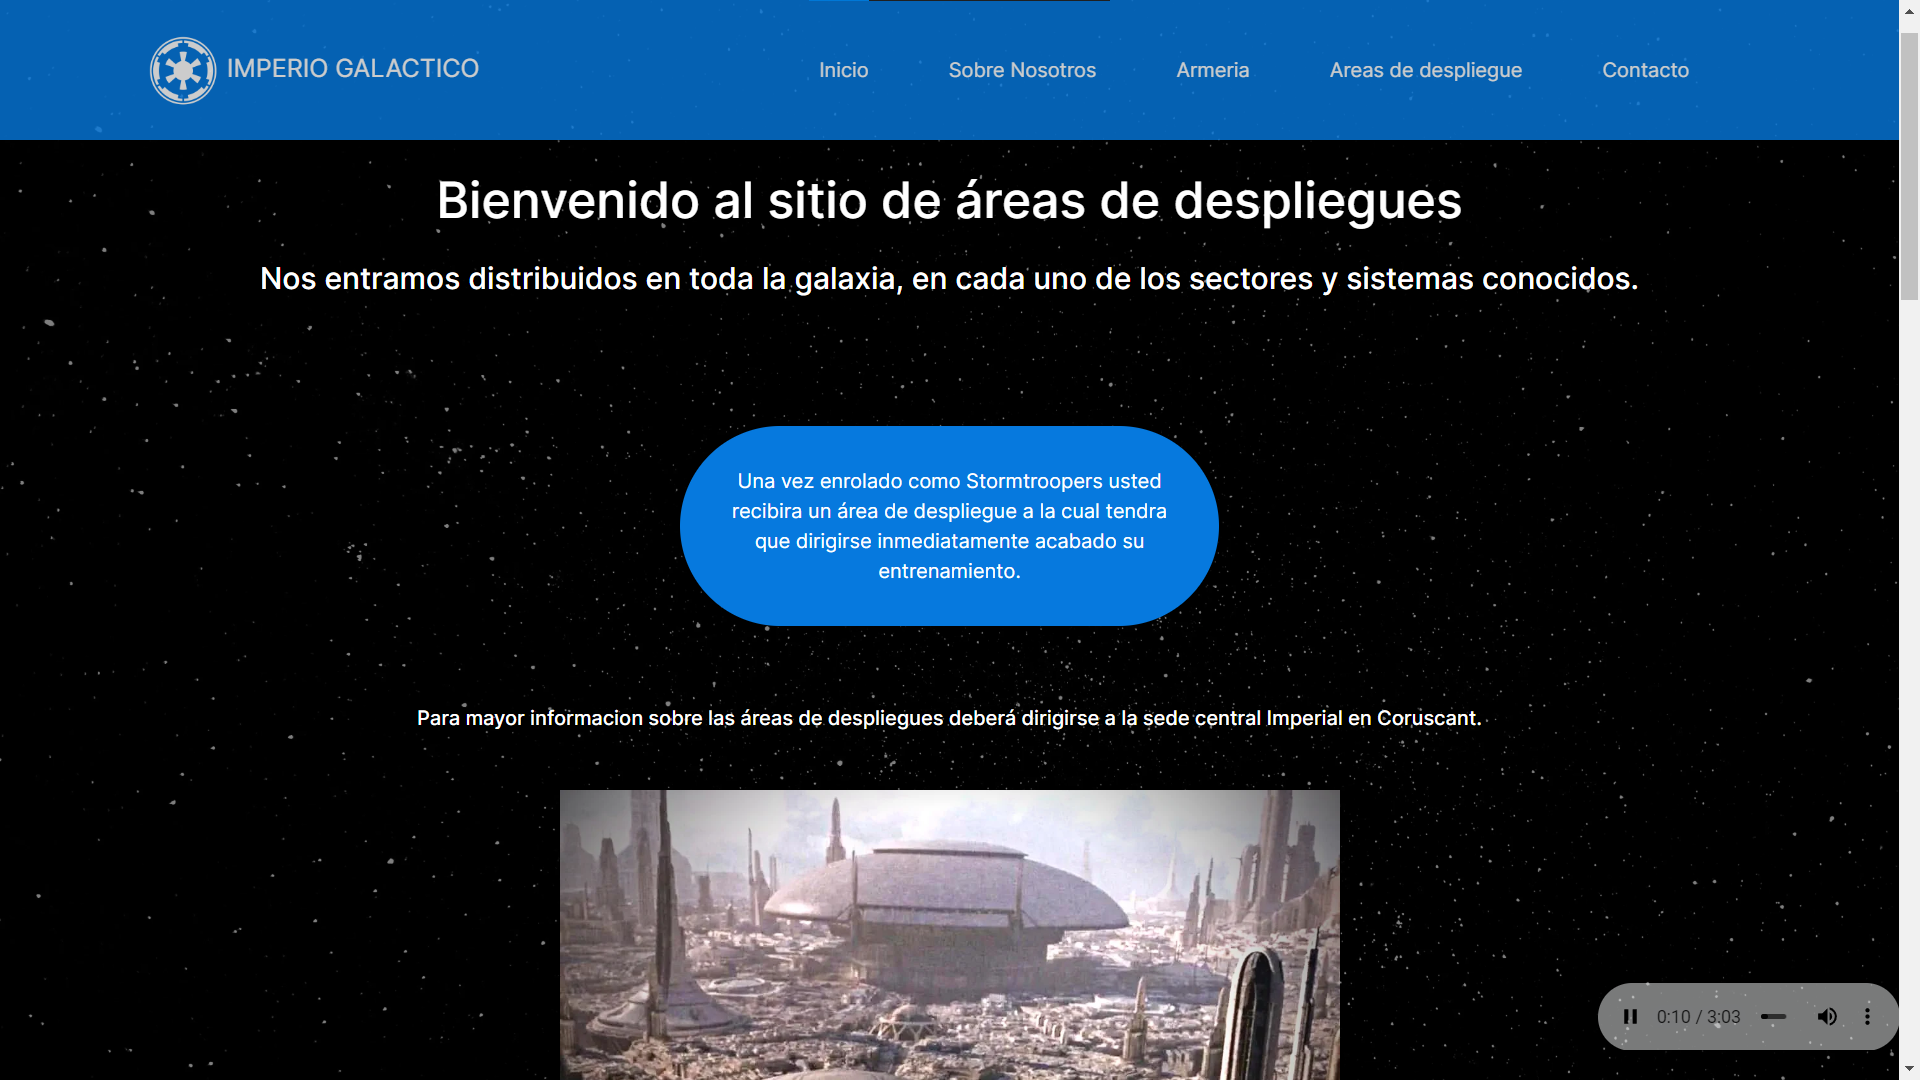 IMPERIO GALACTICO
Inicio
Sobre Nosotros
Armeria
Areas de despliegue
Contacto
Bienvenido al sitio de áreas de despliegues
Nos entramos distribuidos en toda la galaxia, en cada uno de los sectores y sistemas conocidos.
Una vez enrolado como Stormtroopers usted
recibira un área de despliegue a la cual tendra
que dirigirse inmediatamente acabado su
entrenamiento.
Para mayor informacion sobre las áreas de despliegues deberá dirigirse a la sede central Imperial en Coruscant.
0:10 / 3:03